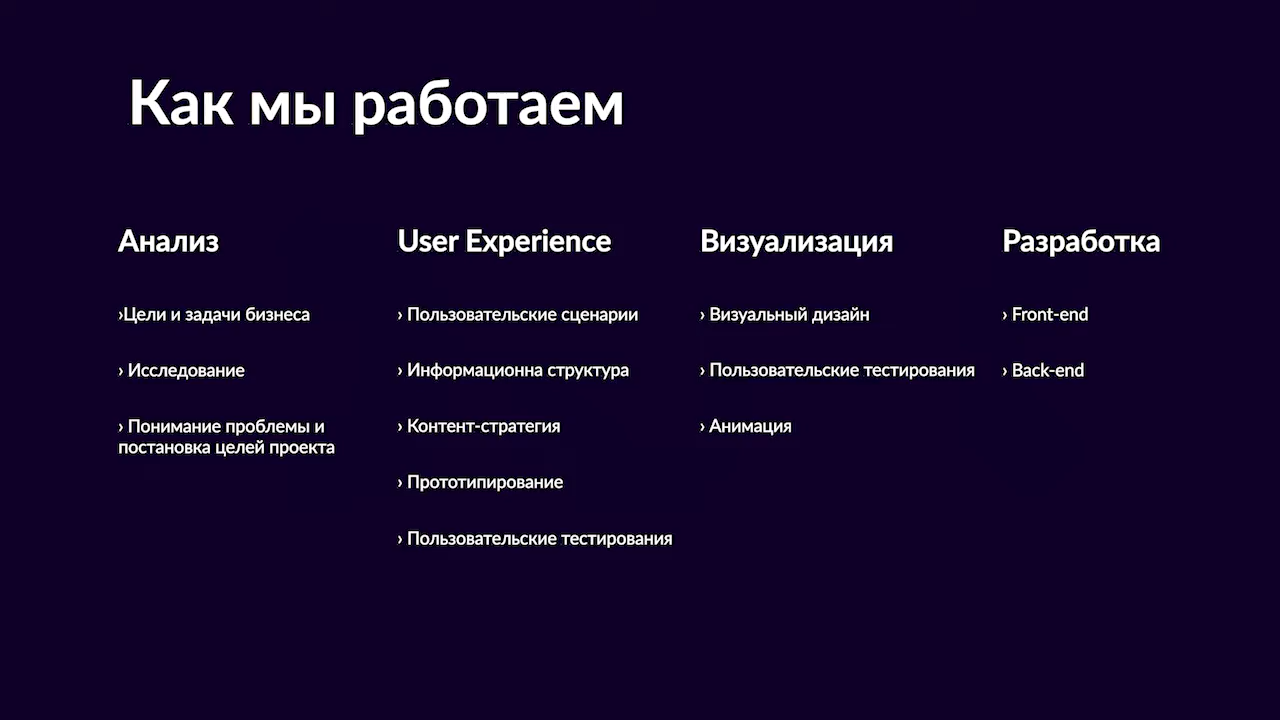 Как мы работаем
Анализ
›Цели и задачи бизнеса
› Исследование
› Понимание проблемы и
постановка целей проекта
User Experience
› Пользовательские сценарии
› Информационна структура
› Контент-стратегия
› Прототипирование
› Пользовательские тестирования
Визуализация
› Визуальный дизайн
› Пользовательские тестирования
› Анимация
Разработка
› Front-end
› Back-end